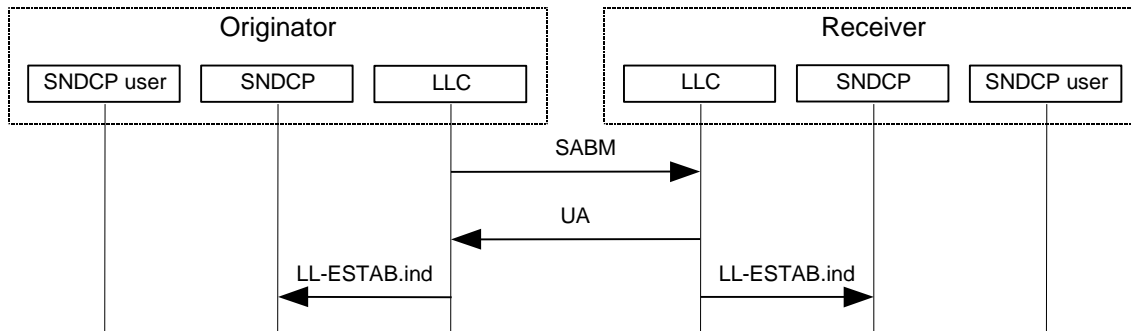 Originator
Receiver
SNDCP user
SNDCP
LLC
LLC
SNDCP
SNDCP user
SABM
UA
LL-ESTAB.ind
LL-ESTAB.ind